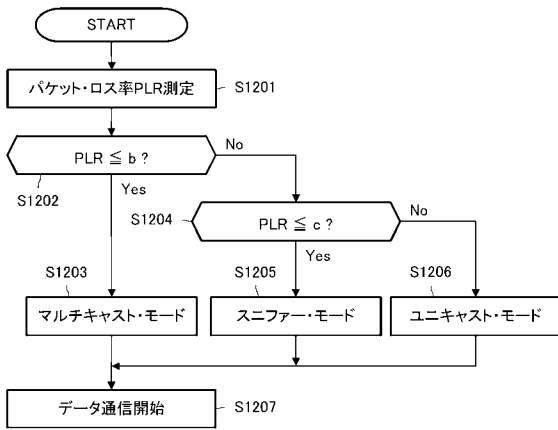 START
パケット・ロス率PLR測定
S1201
PLR ≦ b ?
No
S1202
Yes
S1204
PLR ≦ c ?
No
Yes
S1203
S1205
S1206
マルチキャスト・モード
スニファー・モード
ユニキャスト・モード
データ通信開始
S1207